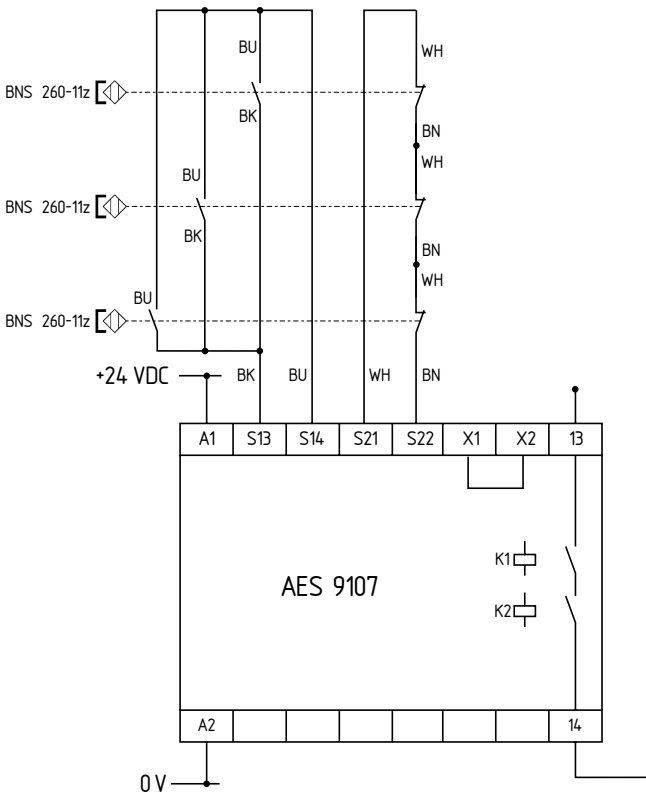 BU
WH
BNS 260-11z
BK
BN
WH
BU
BNS 260-11z
BK
BN
WH
BU
BNS 260-11z
+24 VDC
BK
BU
WH
BN
A1 S13 S14 S21 S22 X1 X2 13
K1
AES 9107
K2
A2 14
0 V